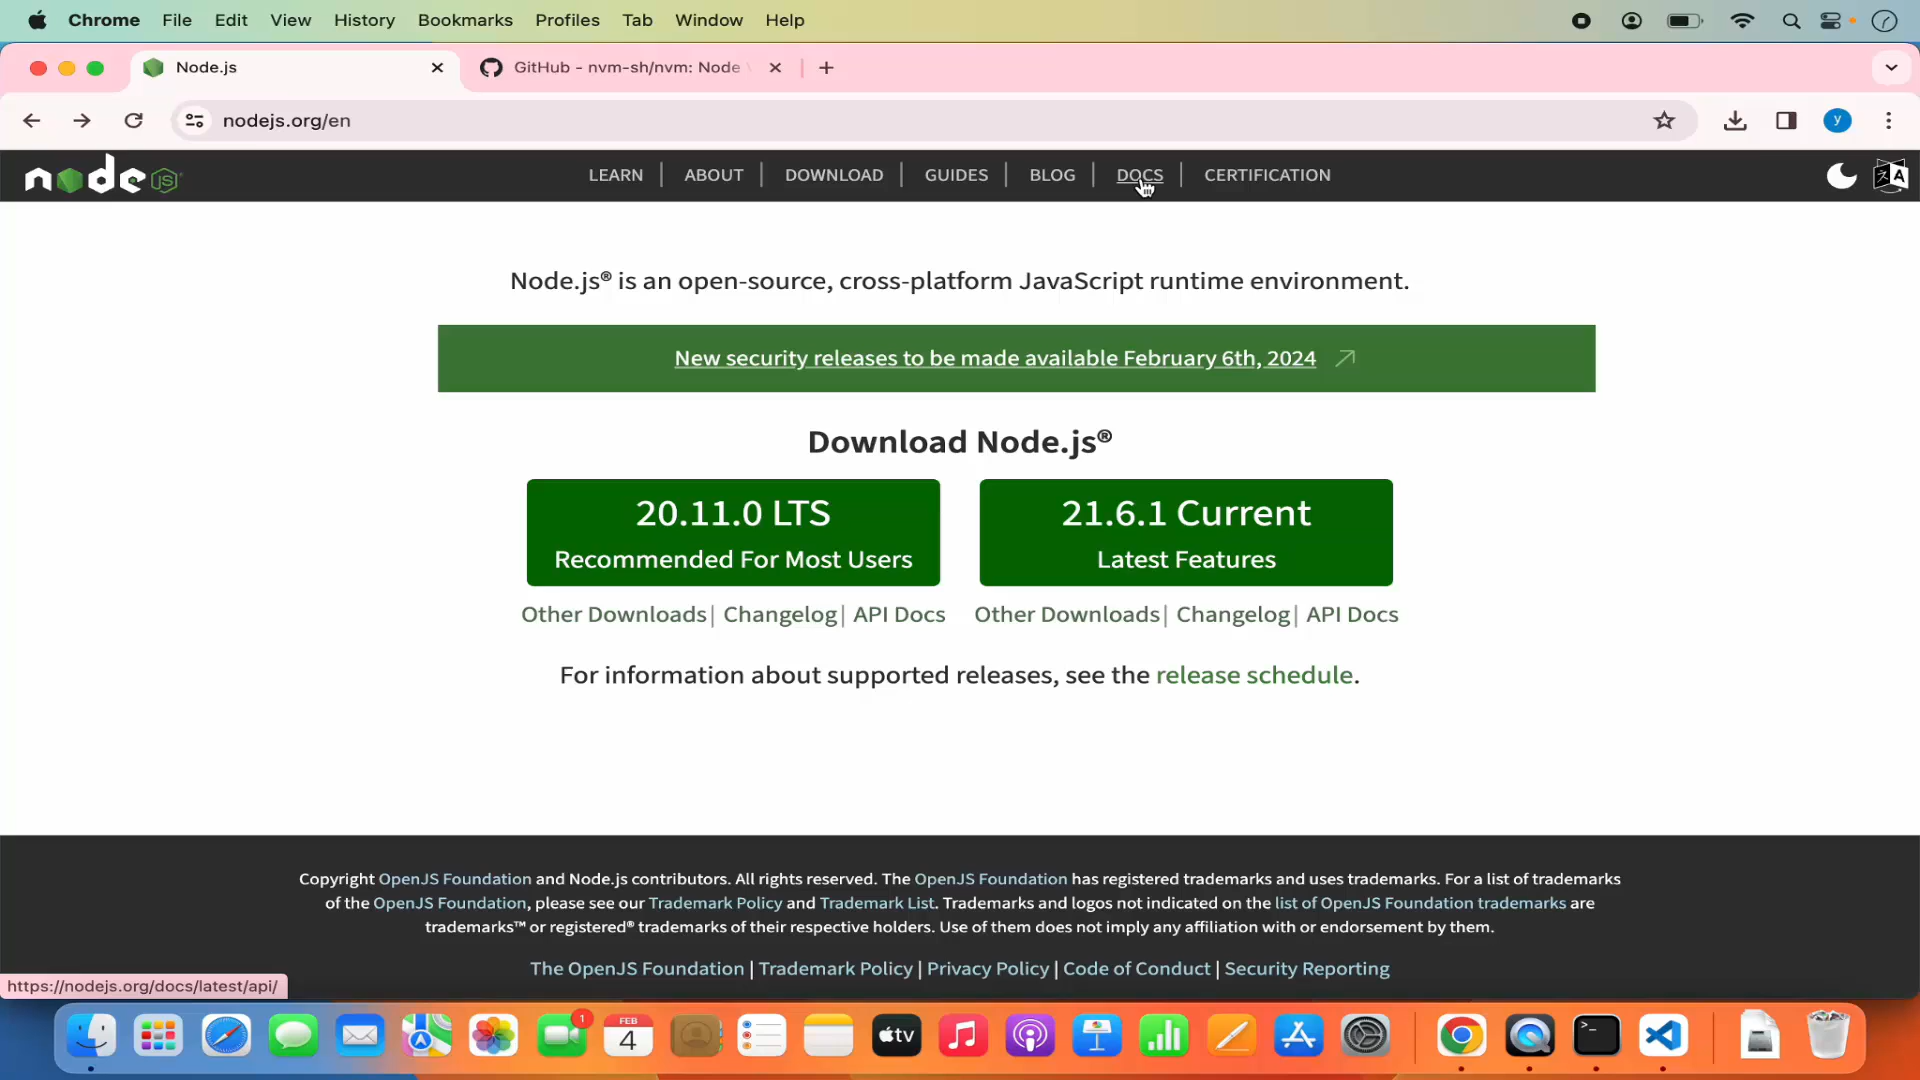 Chrome File Edit View History Bookmarks Profiles Tab Window Help
Node.js GitHub - nvm-sh/nvm: Node
nodejs.org/en y
node JS LEARN ABOUT DOWNLOAD GUIDES BLOG DOCS CERTIFICATION
Node.js® is an open-source, cross-platform JavaScript runtime environment.
New security releases to be made available February 6th, 2024
Download Node.js®
20.11.0 LTS
Recommended For Most Users
21.6.1 Current
Latest Features
Other Downloads| Changelog| API Docs
Other Downloads| Changelog| API Docs
For information about supported releases, see the release schedule.
Copyright OpenJS Foundation and Node.js contributors. All rights reserved. The OpenJS Foundation has registered trademarks and uses trademarks. For a list of trademarks
of the OpenJS Foundation, please see our Trademark Policy and Trademark List. Trademarks and logos not indicated on the list of OpenJS Foundation trademarks are
trademarks™ or registered® trademarks of their respective holders. Use of them does not imply any affiliation with or endorsement by them.
The OpenJS Foundation | Trademark Policy | Privacy Policy | Code of Conduct | Security Reporting
https://nodejs.org/docs/latest/api/
1
FEB
4
tv